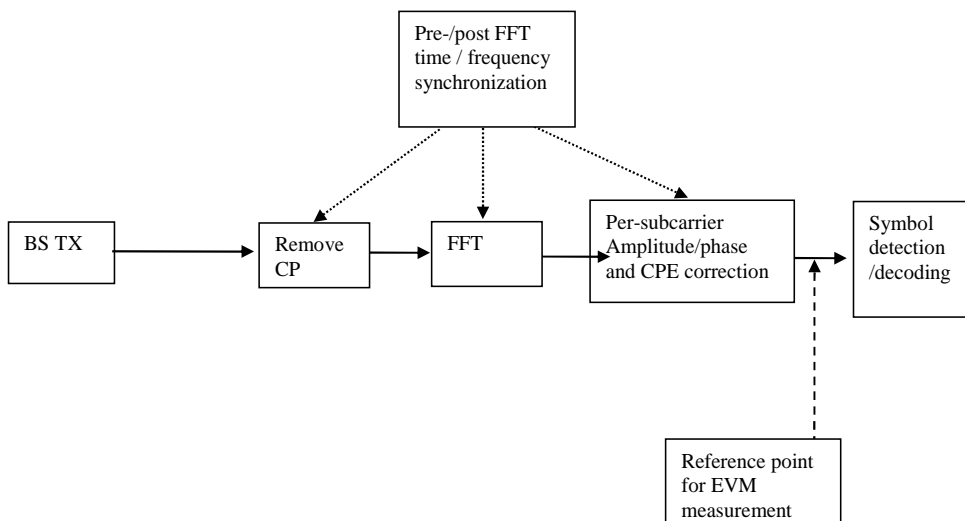 Pre-/post FFT
time / frequency
synchronization
BS TX
Remove
CP
FFT
Per-subcarrier
Amplitude/phase
and CPE correction
Symbol
detection
/decoding
Reference point
for EVM
measurement